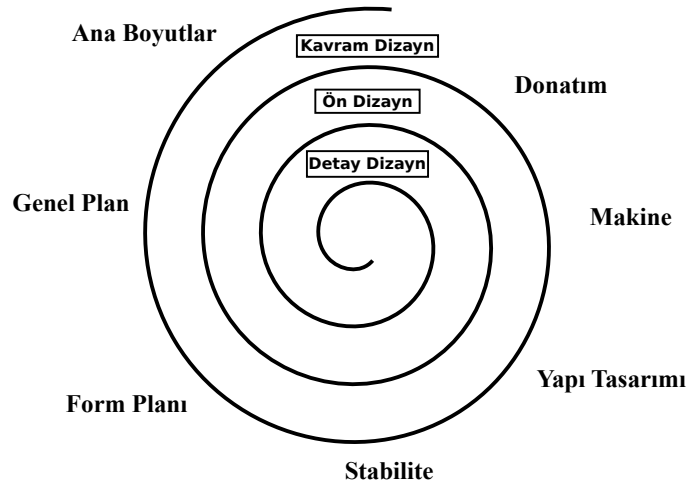 Ana Boyutlar
Kavram Dizayn
Donatım
Ön Dizayn
Detay Dizayn
Genel Plan
Makine
Yapı Tasarımı
Form Planı
Stabilite